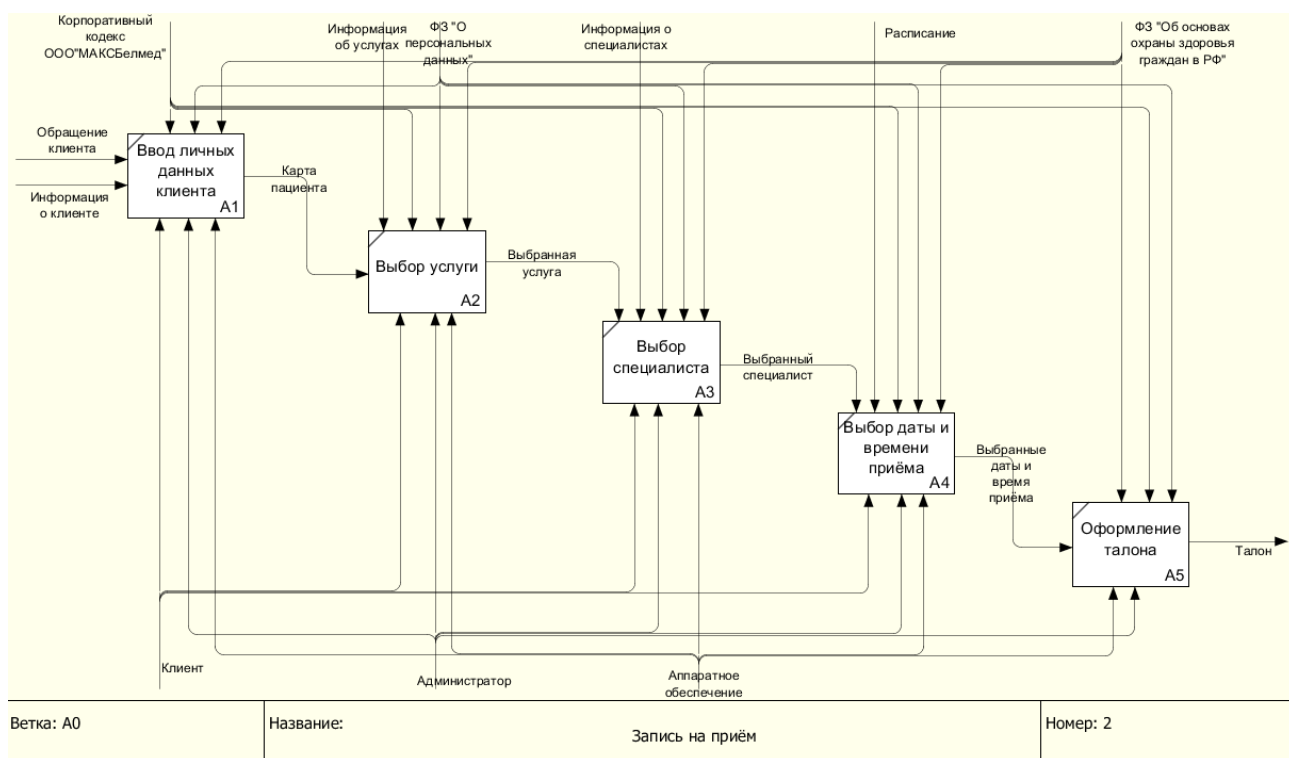 Корпоративный
кодекс
ООО"МАКСБелмед"
Информация
об услугах
ФЗ "О
персональных
данных"
Информация о
специалистах
Расписание
ФЗ "Об основах
охраны здоровья
граждан в РФ"
Обращение
клиента
Информация
о клиенте
Ввод личных
данных
клиента
A1
Карта
пациента
Выбор услуги
A2
Выбранная
услуга
Выбор
специалиста
A3
Выбранный
специалист
Выбор даты и
времени
приёма
A4
Выбранные
даты и
время
приёма
Оформление
талона
A5
Талон
Клиент
Администратор
Аппаратное
обеспечение
Ветка: A0
Название:
Запись на приём
Номер: 2